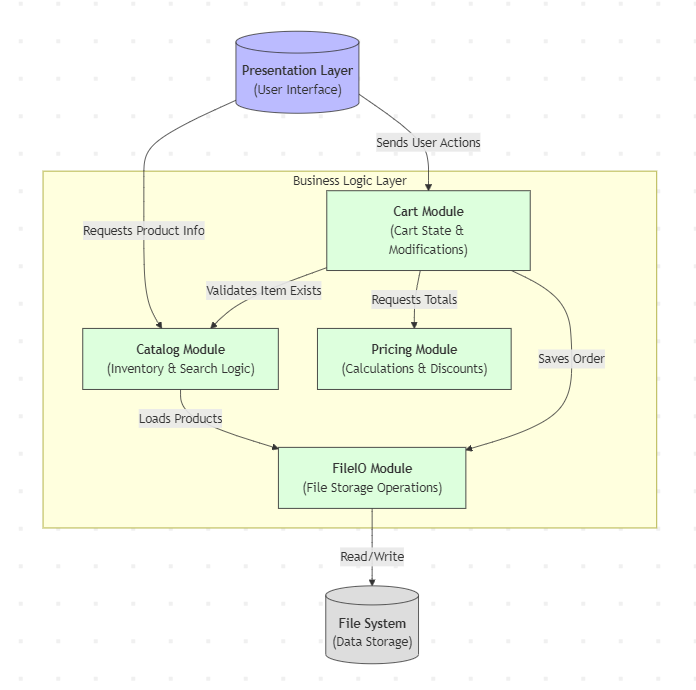 Presentation Layer
(User Interface)
Sends User Actions
Business Logic Layer
Cart Module
(Cart State &
Modifications)
Requests Product Info
Validates Item Exists
Requests Totals
Catalog Module
(Inventory & Search Logic)
Pricing Module
(Calculations & Discounts)
Saves Order
Loads Products
FileIO Module
(File Storage Operations)
Read/Write
File System
(Data Storage)